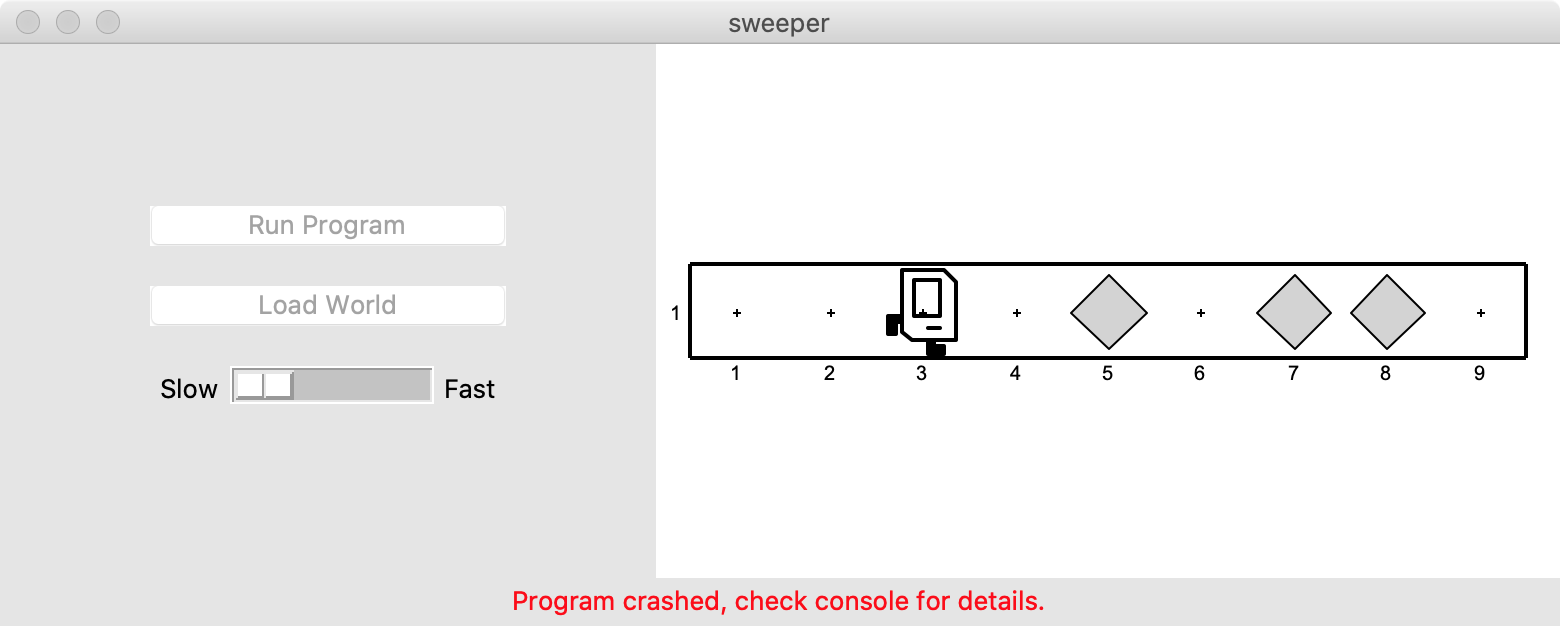 sweeper
Run Program
Load World
Slow Fast
1
1 2 3 4 5 6 7 8 9
Program crashed, check console for details.